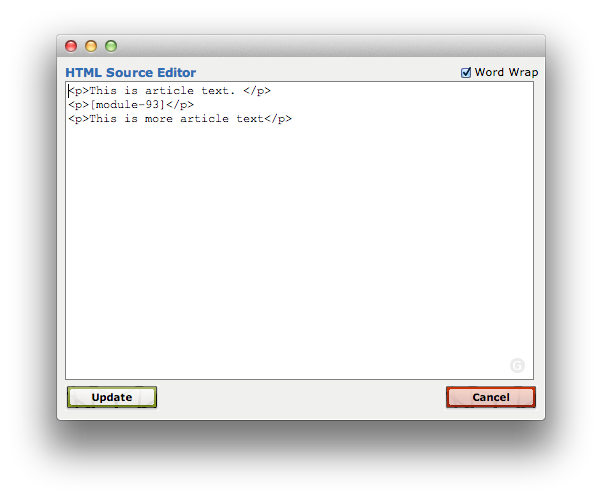 HTML Source Editor
Word Wrap
<p>This is article text. </p>
<p>[module-93]</p>
<p>This is more article text</p>
G
Update
Cancel